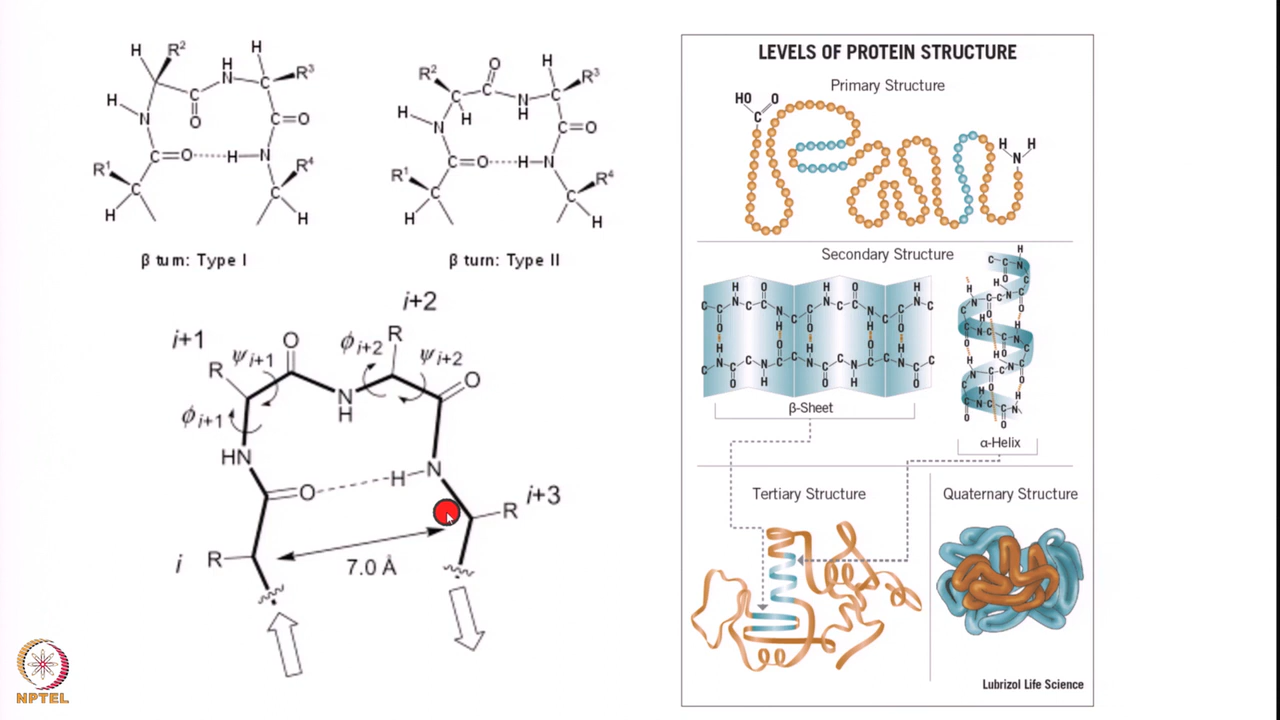 H
R²
H
N
H
C
R³
H
N
C
O
C
O
C
O
H
N
R¹
C
H
R⁴
C
H
β turn: Type I
R²
O
C
H
R³
C
H
N
H
C
H
N
C
O
C
O
H
N
R¹
C
H
C
R⁴
H
β turn: Type II
i+2
i+1
O
R
ψi+1
ϕi+2
ψi+2
R
O
ϕi+1
N
H
HN
N
O
H
R
i+3
i
R
7.0 Å
NPTEL
LEVELS OF PROTEIN STRUCTURE
Primary Structure
HO
O
C
H
H
N
Secondary Structure
β-Sheet
α-Helix
Tertiary Structure
Quaternary Structure
Lubrizol Life Science